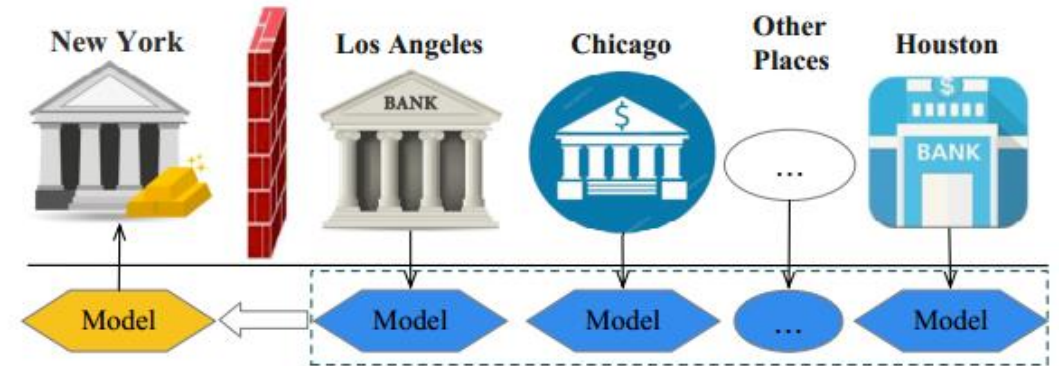 New York
Los Angeles
Chicago
Other
Places
Houston
BANK
$
...
$
BANK
Model
Model
Model
...
Model